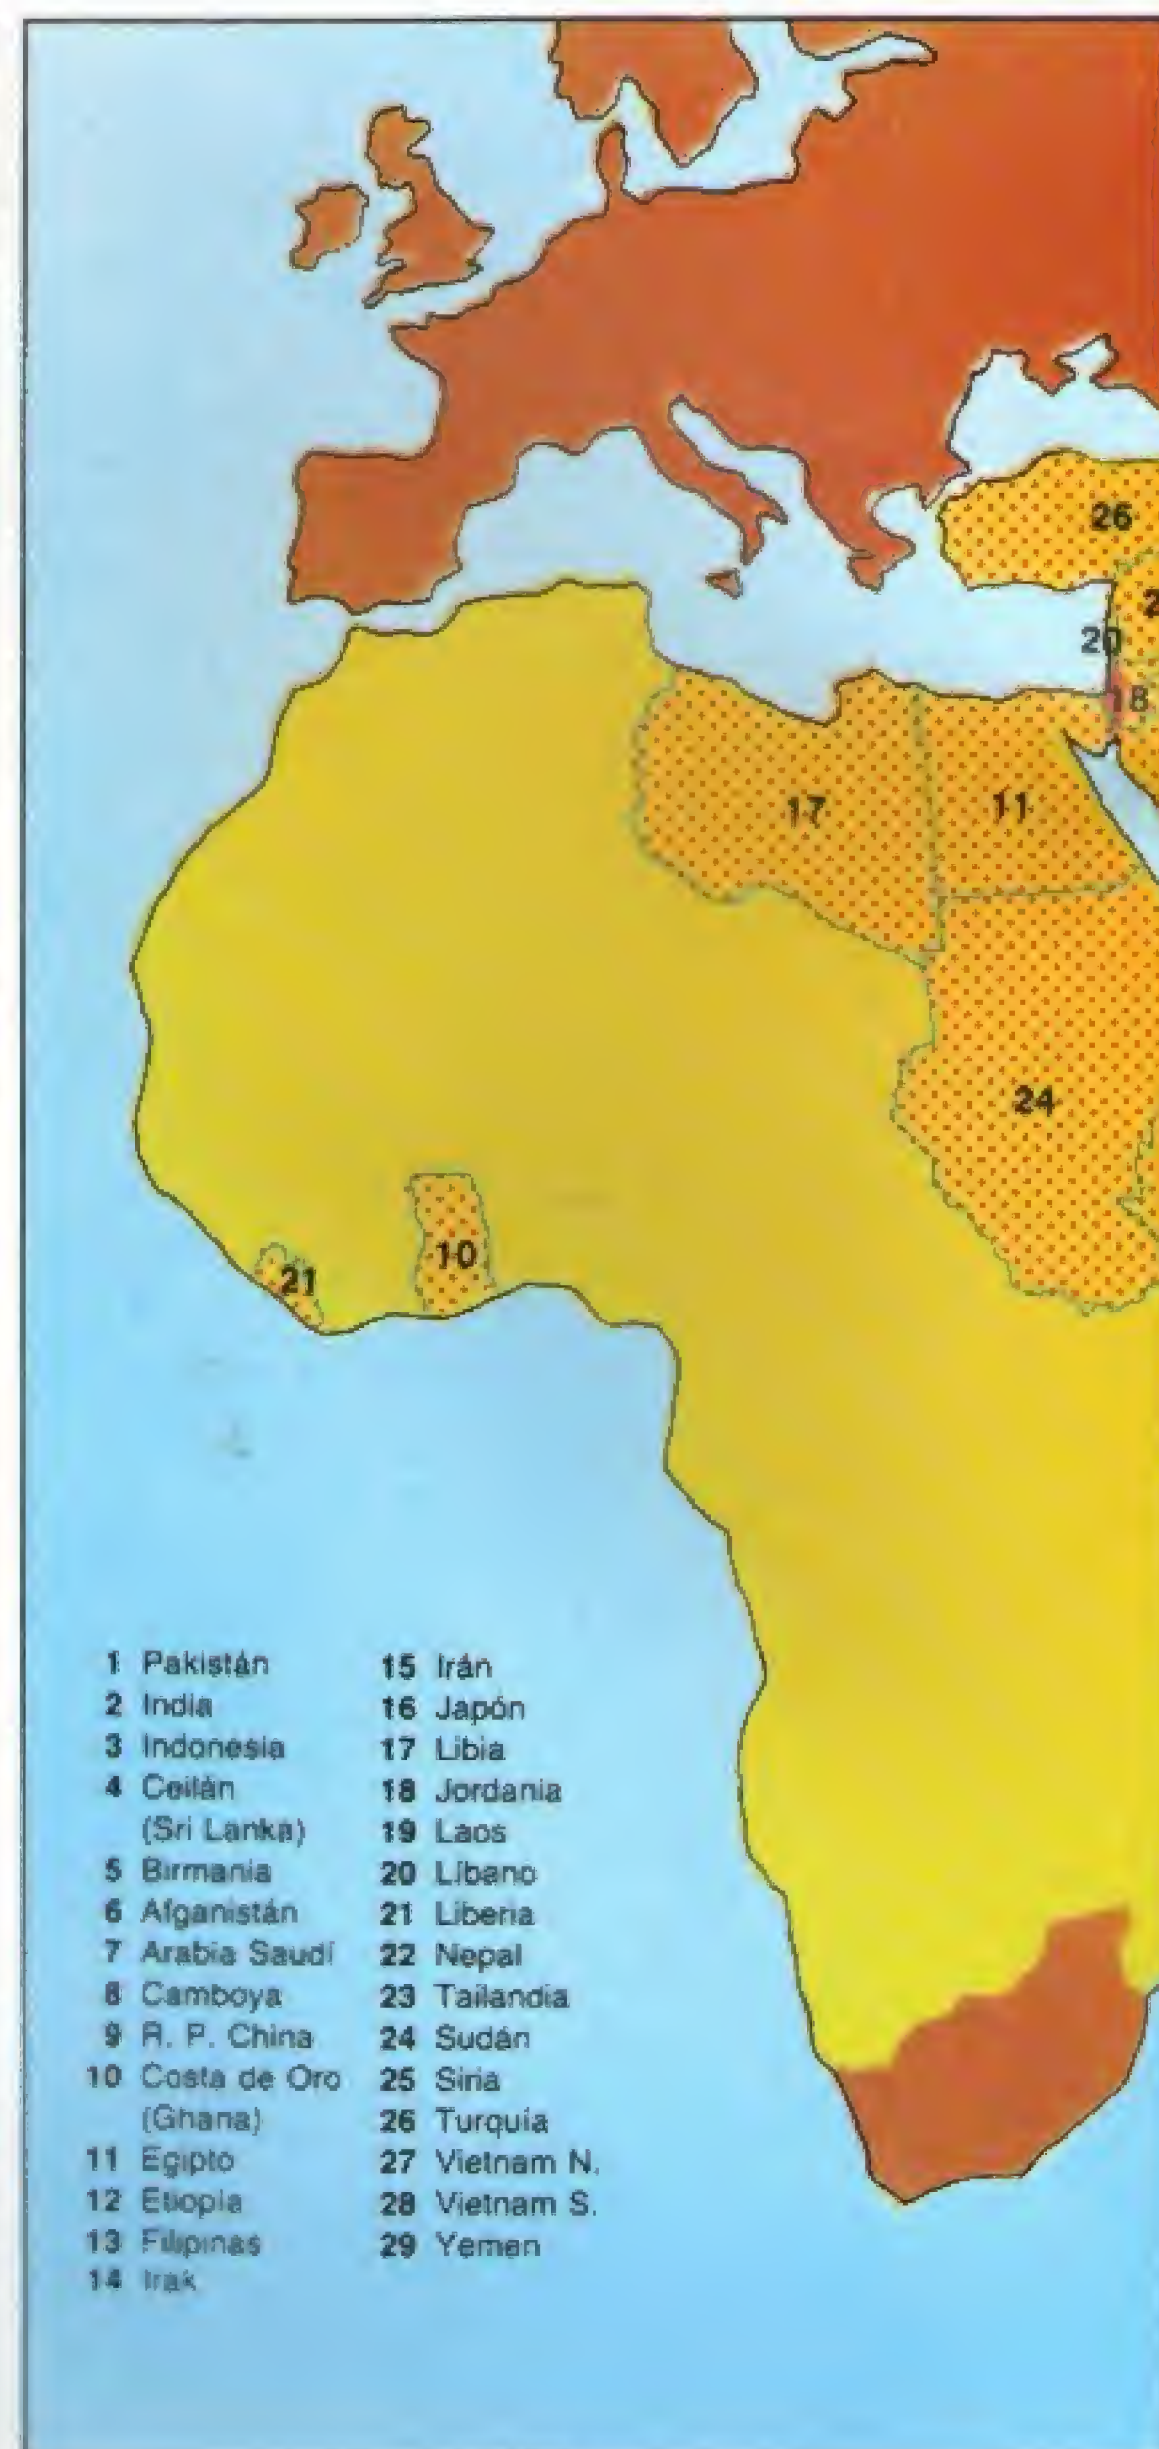 26
2
20
18
17
11
24
10
21
1 Pakistán
2 India
3 Indonesia
4 Ceilán
(Sri Lanka)
5 Birmania
6 Afganistán
7 Arabia Saudí
8 Camboya
9 R. P. China
10 Costa de Oro
(Ghana)
11 Egipto
12 Etiopía
13 Filipinas
14 Irak
15 Irán
16 Japón
17 Libia
18 Jordania
19 Laos
20 Líbano
21 Liberia
22 Nepal
23 Tailandia
24 Sudán
25 Siria
26 Turquía
27 Vietnam N.
28 Vietnam S.
29 Yemen